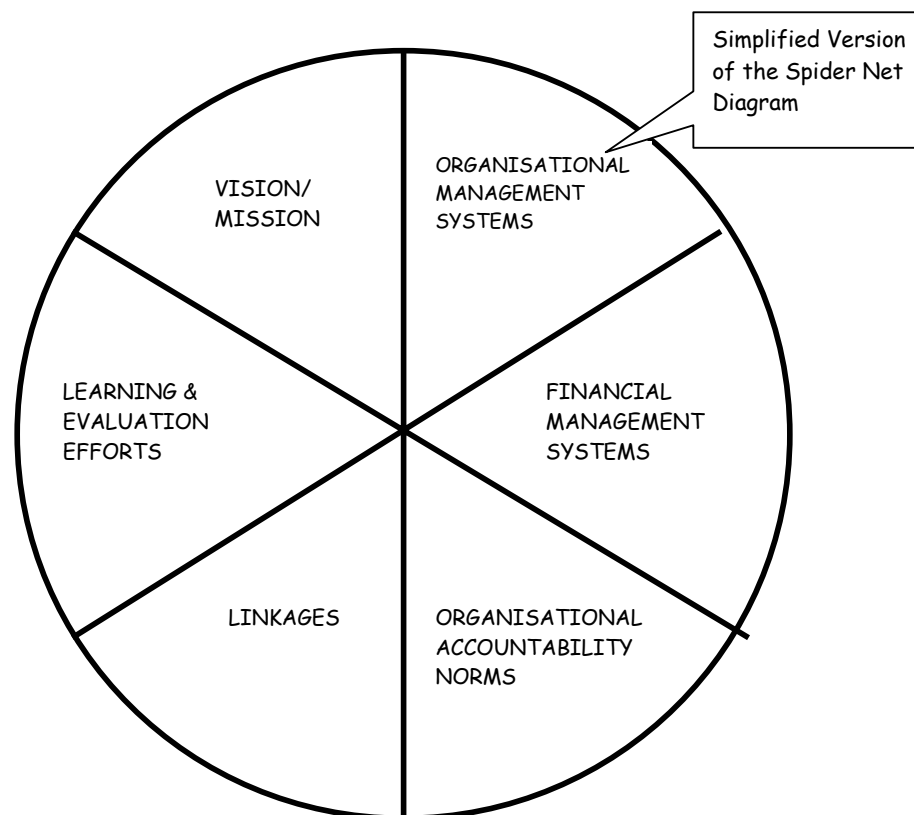 Simplified Version
of the Spider Net
Diagram
VISION/
MISSION
ORGANISATIONAL
MANAGEMENT
SYSTEMS
LEARNING &
EVALUATION
EFFORTS
FINANCIAL
MANAGEMENT
SYSTEMS
LINKAGES
ORGANISATIONAL
ACCOUNTABILITY
NORMS